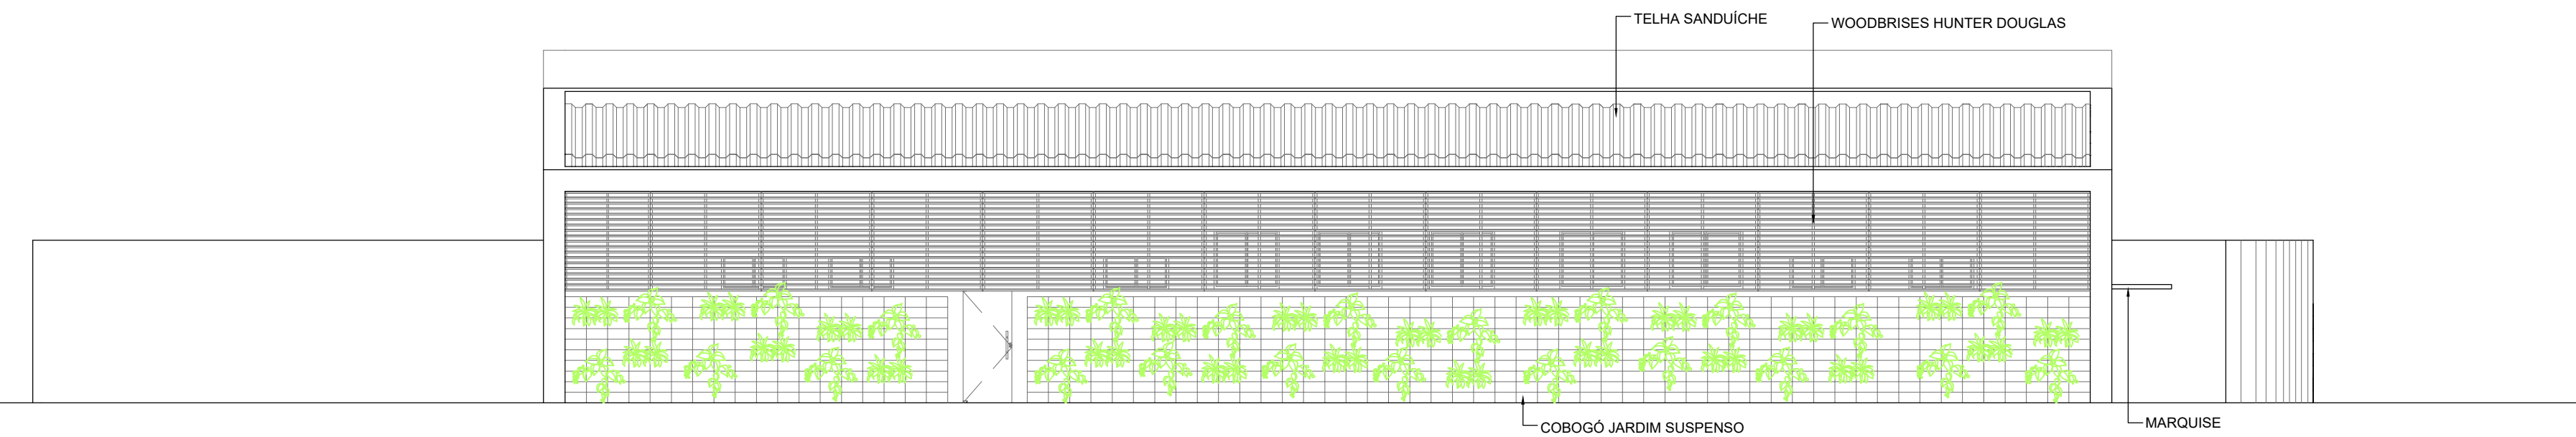 TELHA SANDUÍCHE
WOODBRISES HUNTER DOUGLAS
COBOGÓ JARDIM SUSPENSO
MARQUISE